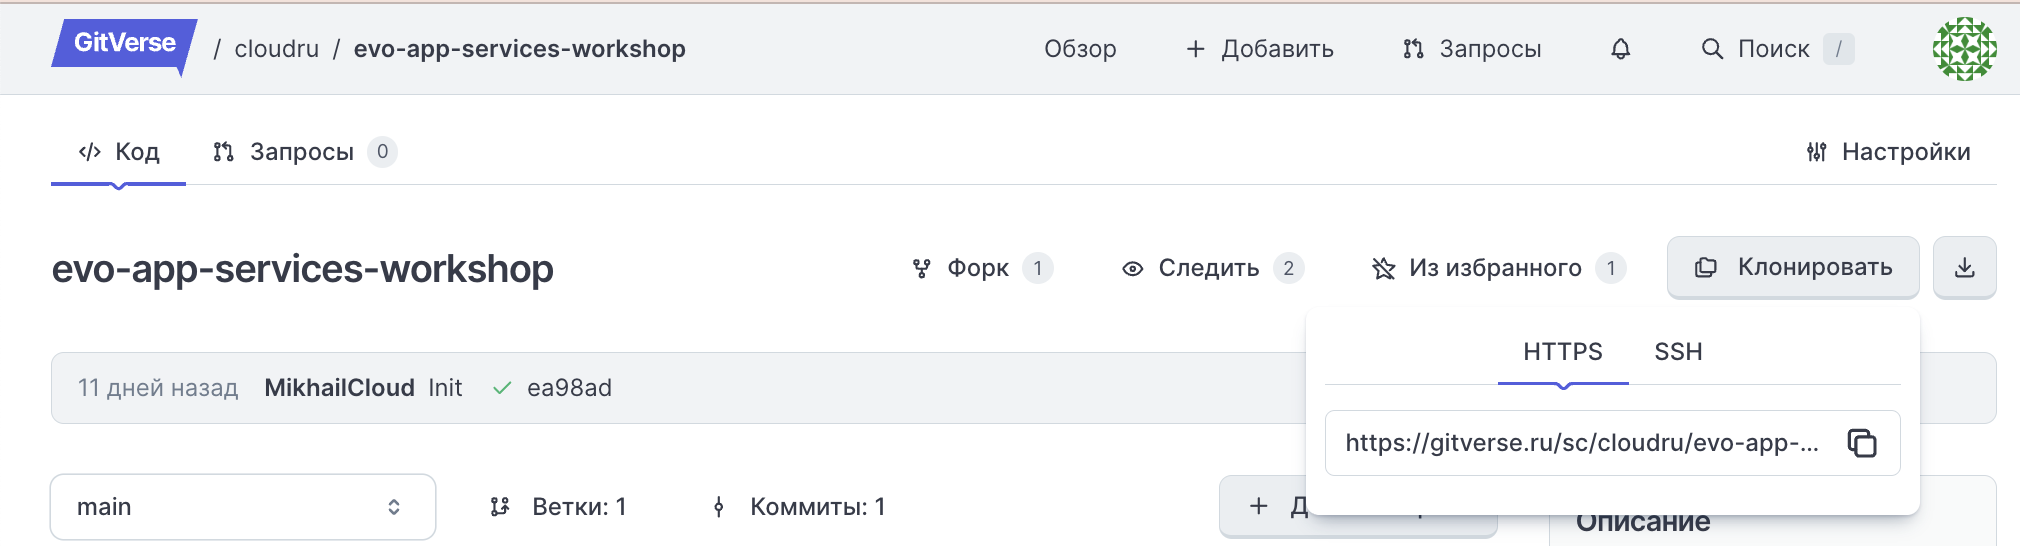 GitVerse / cloudru / evo-app-services-workshop Обзор + Добавить Запросы Поиск /
Код Запросы 0 Настройки
evo-app-services-workshop Форк 1 Следить 2 Из избранного 1 Клонировать
HTTPS SSH
11 дней назад MikhailCloud Init ea98ad
https://gitverse.ru/sc/cloudru/evo-app-...
main Ветки: 1 Коммиты: 1 +
Описание